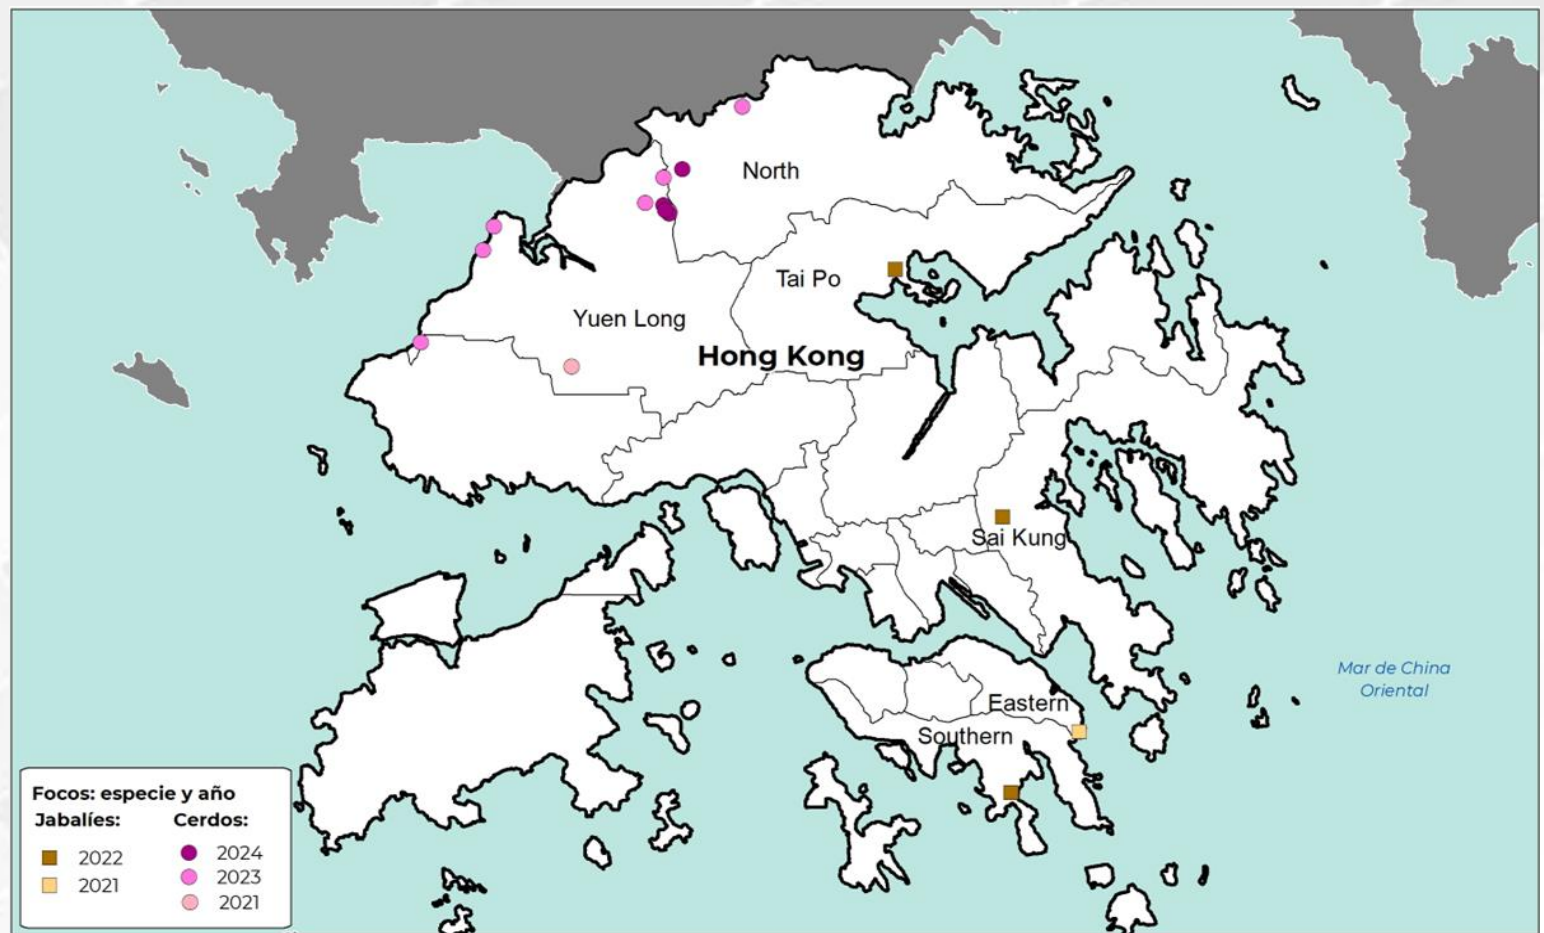 North
Tai Po
Yuen Long
Hong Kong
Sai Kung
Mar de China
Oriental
Eastern
Southern
Focos: especie y año
Jabalíes: Cerdos:
2022 2024
2021 2023
2021